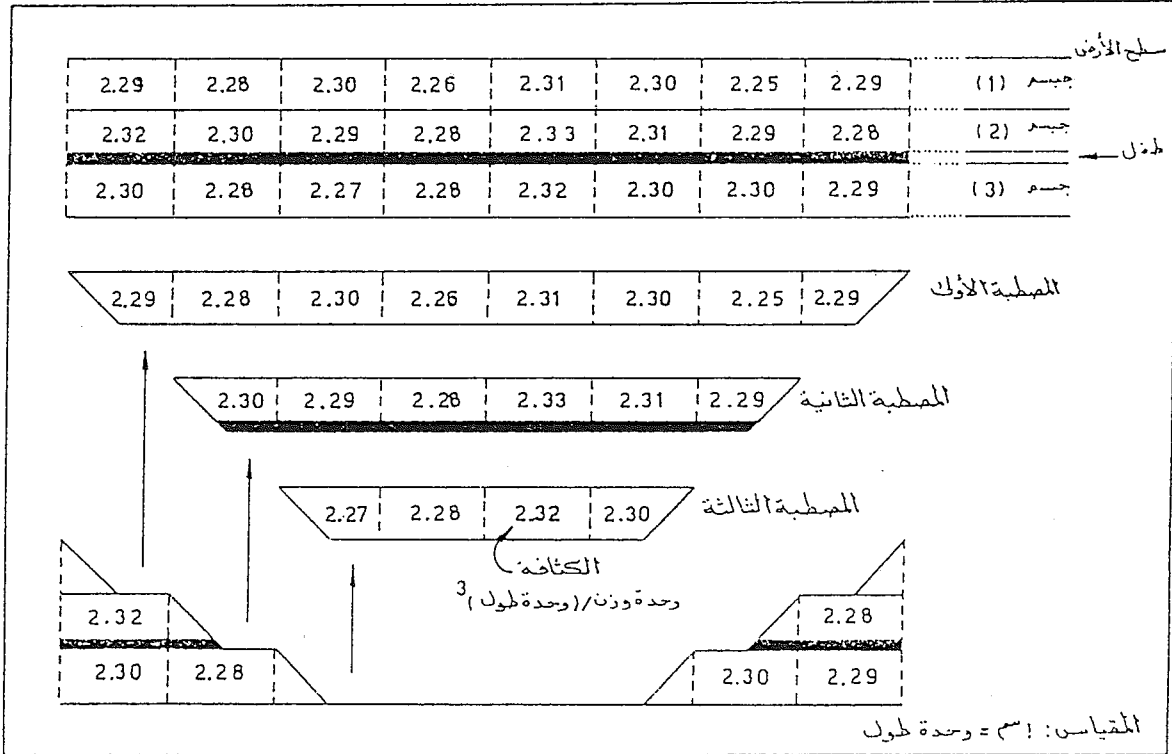 سطح الأرض
2.29 2.28 2.30 2.26 2.31 2.30 2.25 2.29 جبسم (1)
2.32 2.30 2.29 2.28 2.33 2.31 2.29 2.28 جبسم (2)
طفل
2.30 2.28 2.27 2.28 2.32 2.30 2.30 2.29 جبسم (3)
2.29 2.28 2.30 2.26 2.31 2.30 2.25 2.29 المصطبة الأولى
2.30 2.29 2.28 2.33 2.31 2.29 المصطبة الثانية
2.27 2.28 2.32 2.30 المصطبة الثالثة
الكثافة
وحدة وزن/(وحدة طول)3
2.32 2.28
2.30 2.28 2.30 2.29
المقياس: 1سم = وحدة طول